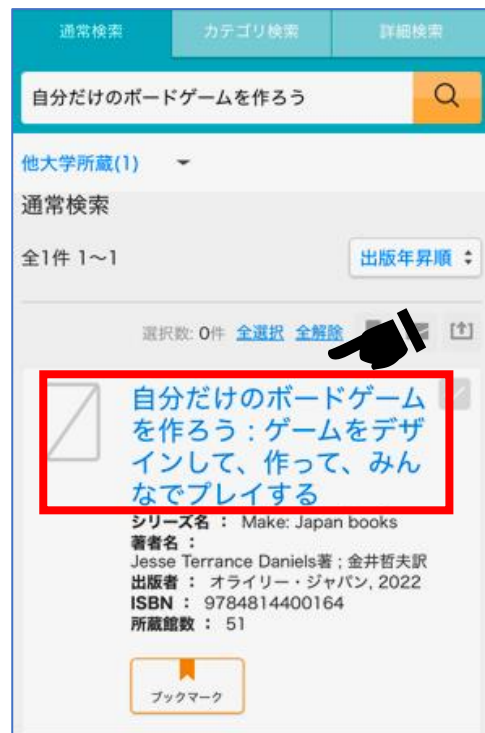 通常検索
カテゴリ検索
詳細検索
自分だけのボードゲームを作ろう
他大学所蔵(1)
通常検索
全1件 1～1
出版年昇順
選択数: 0件 全選択 全解除
自分だけのボードゲーム
を作ろう：ゲームをデザ
インして、作って、みん
なでプレイする
シリーズ名 ： Make: Japan books
著者名 ：
Jesse Terrance Daniels著 ; 金井哲夫訳
出版者 ： オライリー・ジャパン, 2022
ISBN ： 9784814400164
所蔵館数 ： 51
ブックマーク